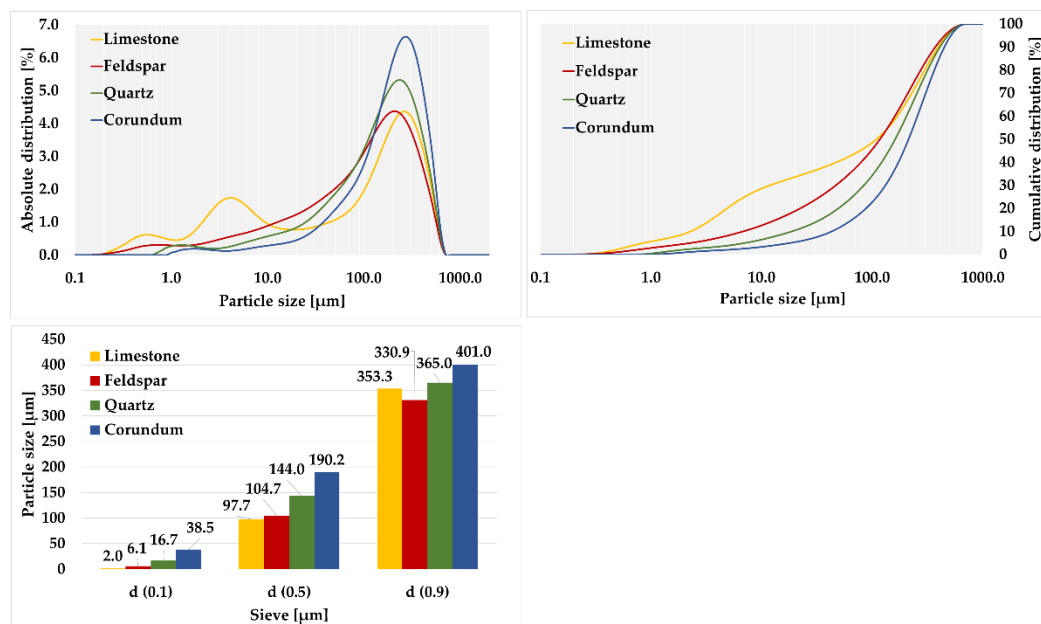 7.0
6.0
5.0
4.0
3.0
2.0
1.0
0.0
Absolute distribution [%]
Limestone
Feldspar
Quartz
Corundum
0.1
1.0
10.0
100.0
1000.0
Particle size [µm]
Limestone
Feldspar
Quartz
Corundum
100
90
80
70
60
50
40
30
20
10
0
Cumulative distribution [%]
0.1
1.0
10.0
100.0
1000.0
Particle size [µm]
450
400
350
300
250
200
150
100
50
0
Particle size [µm]
Limestone
Feldspar
Quartz
Corundum
2.0
6.1
16.7
38.5
97.7
104.7
144.0
190.2
353.3
330.9
365.0
401.0
d (0.1)
d (0.5)
d (0.9)
Sieve [µm]